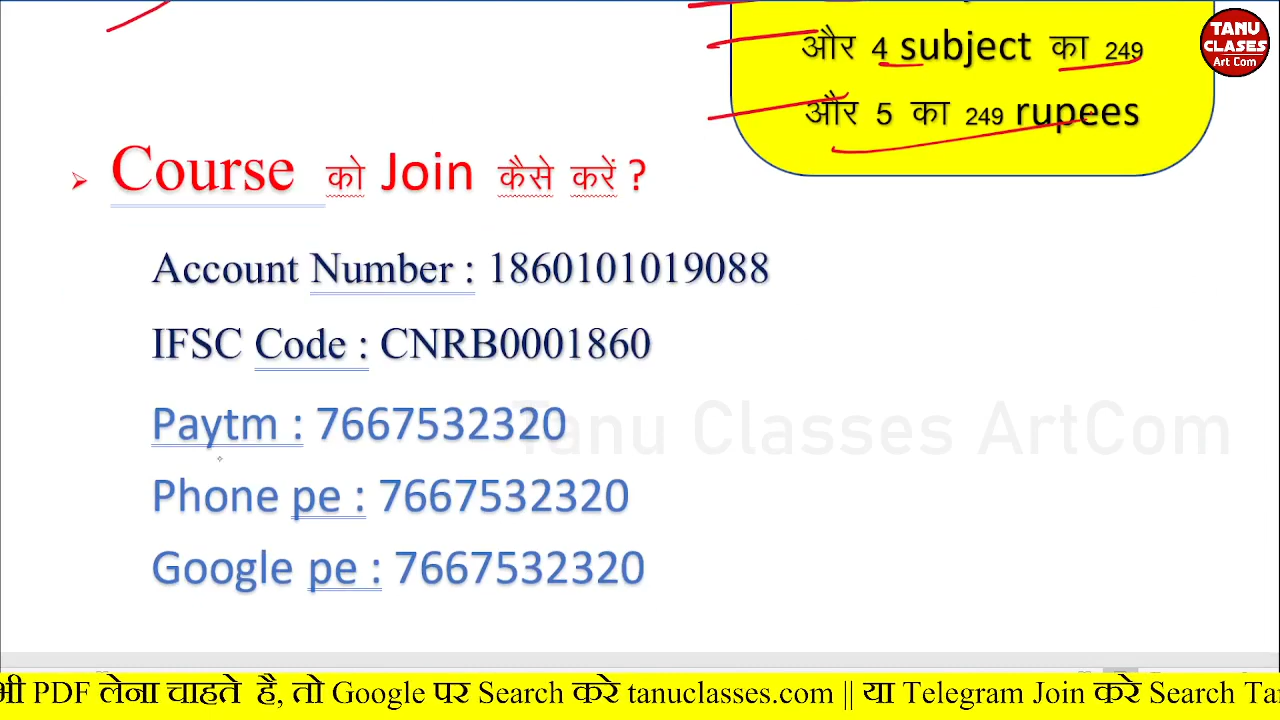 TANU
CLASES
Art Com
और 4 subject का 249
और 5 का 249 rupees
➢ Course को Join कैसे करें ?
Account Number : 1860101019088
IFSC Code : CNRB0001860
Paytm : 7667532320
Tanu Classes ArtCom
Phone pe : 7667532320
Google pe : 7667532320
भी PDF लेना चाहते है, तो Google पर Search करे tanuclasses.com || या Telegram Join करे Search Tan